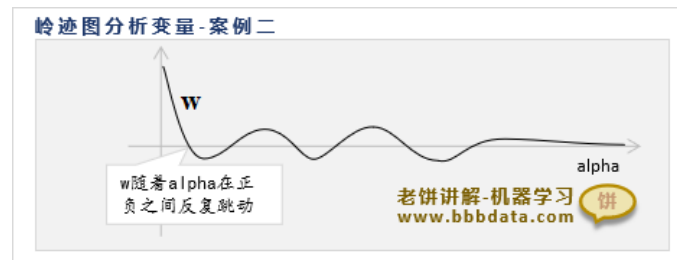 岭迹图分析变量-案例二
w
w随着alpha在正
负之间反复跳动
alpha
老饼讲解-机器学习
www.bbbdata.com
饼